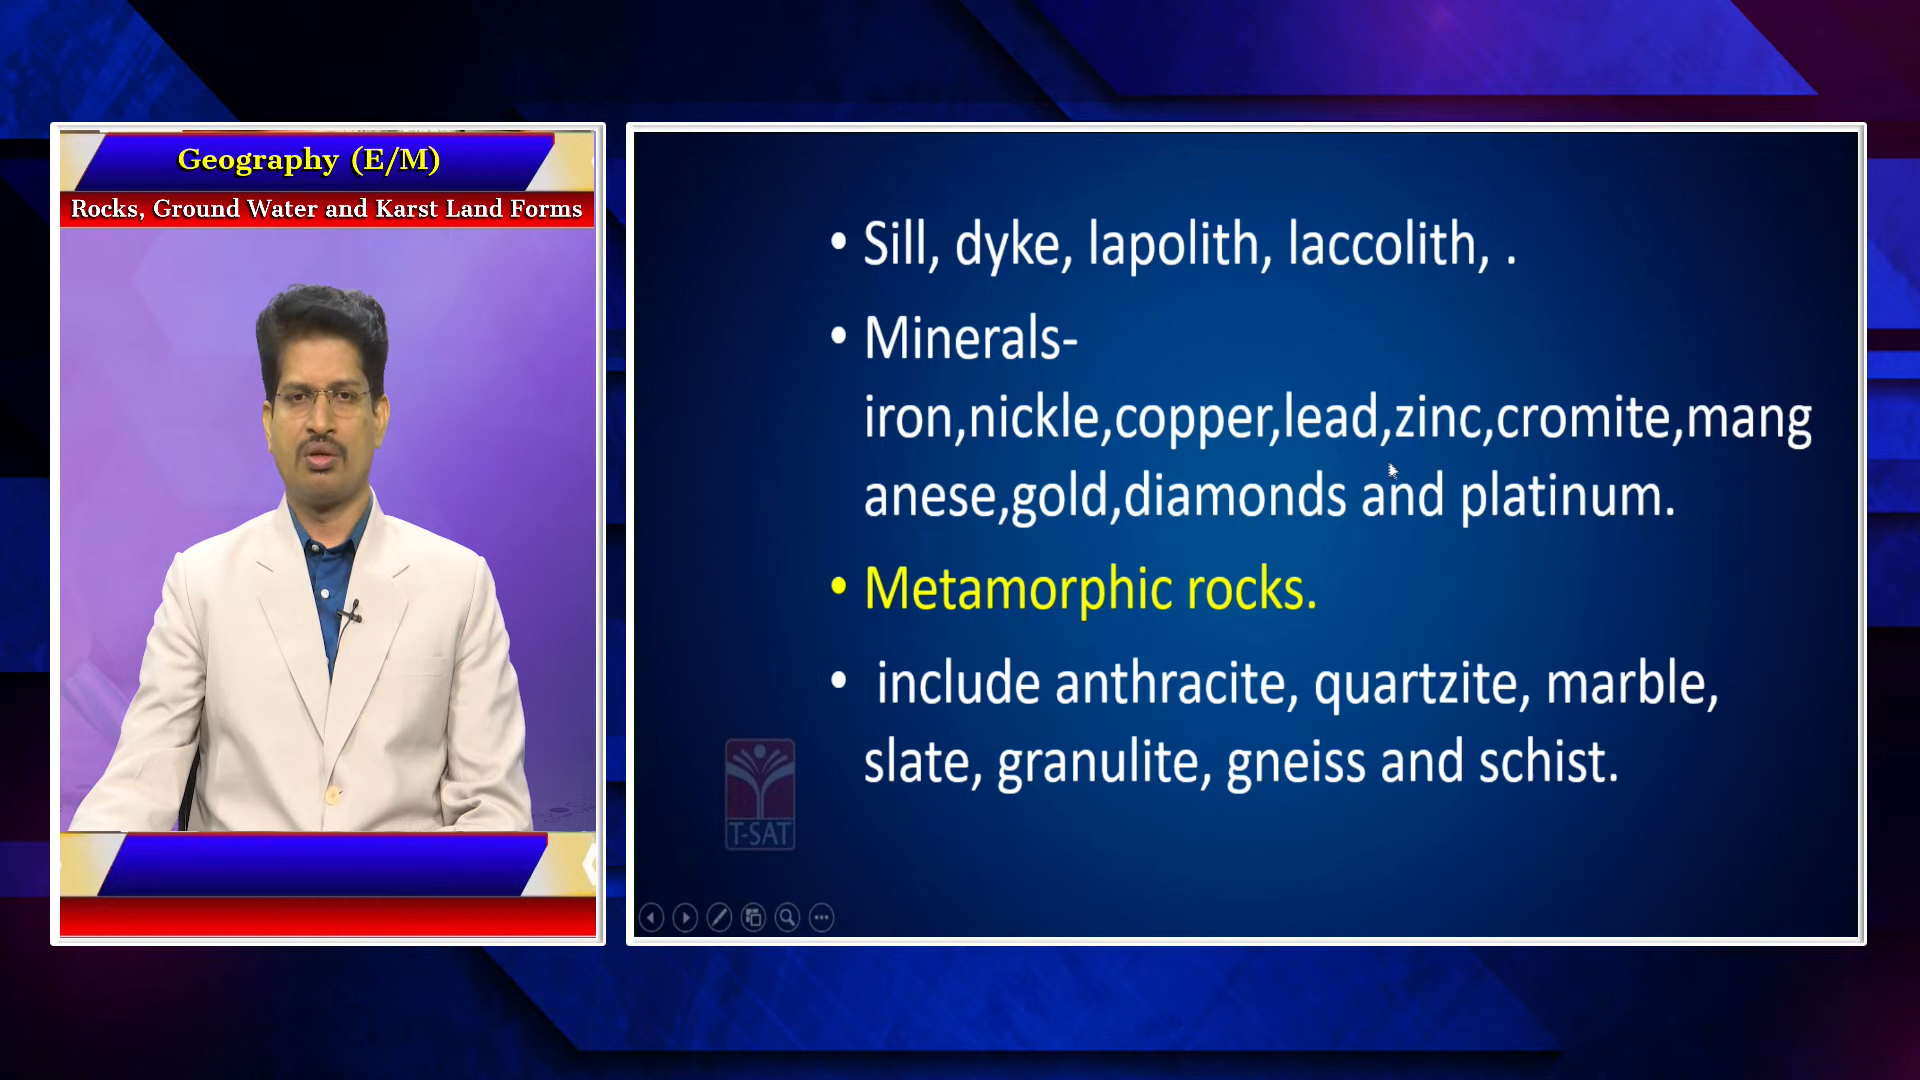 Geography (E/M)
Rocks, Ground Water and Karst Land Forms
• Sill, dyke, lapolith, laccolith, .
• Minerals-
iron,nickle,copper,lead,zinc,cromite,mang
anese,gold,diamonds and platinum.
• Metamorphic rocks.
• include anthracite, quartzite, marble,
slate, granulite, gneiss and schist.
T-SAT